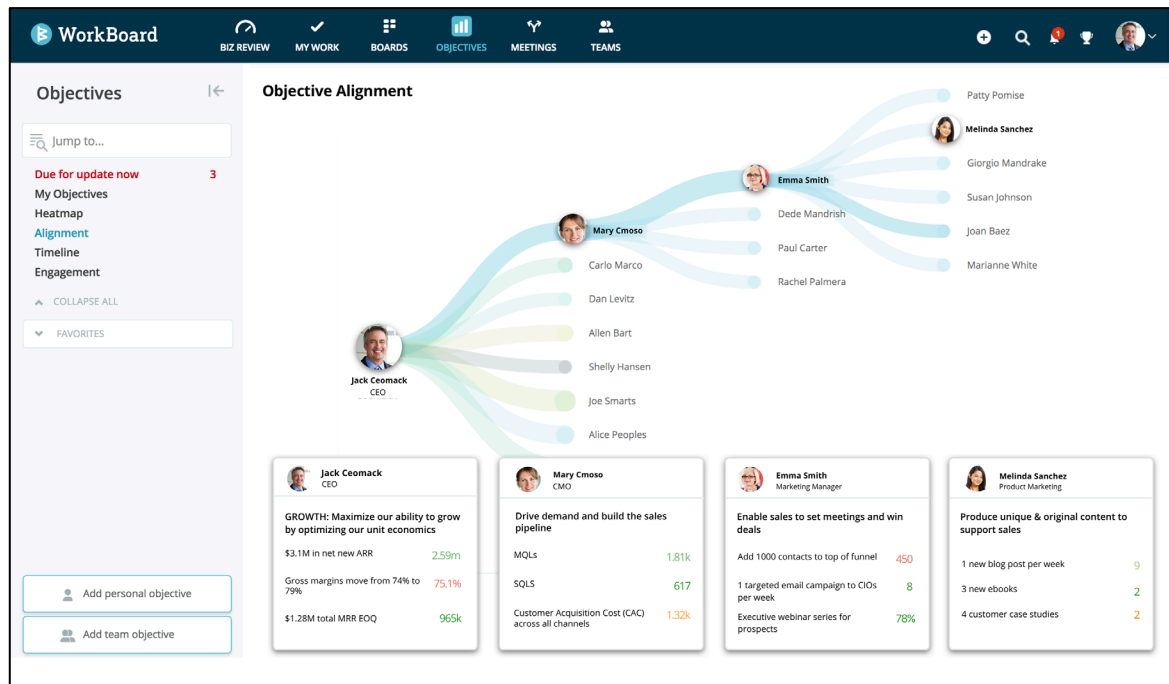 WorkBoard
BIZ REVIEW
MY WORK
BOARDS
OBJECTIVES
MEETINGS
TEAMS
1
Objectives
Jump to...
Due for update now 3
My Objectives
Heatmap
Alignment
Timeline
Engagement
COLLAPSE ALL
FAVORITES
Add personal objective
Add team objective
Objective Alignment
Jack Ceomack
CEO
Mary Cmoso
Carlo Marco
Dan Levitz
Allen Bart
Shelly Hansen
Joe Smarts
Alice Peoples
Emma Smith
Dede Mandrish
Paul Carter
Rachel Palmera
Patty Pomise
Melinda Sanchez
Giorgio Mandrake
Susan Johnson
Joan Baez
Marianne White
Jack Ceomack
CEO
GROWTH: Maximize our ability to grow
by optimizing our unit economics
$3.1M in net new ARR 2.59m
Gross margins move from 74% to
79% 75.1%
$1.28M total MRR EOQ 965k
Mary Cmoso
CMO
Drive demand and build the sales
pipeline
MQLs 1.81k
SQLS 617
Customer Acquisition Cost (CAC)
across all channels 1.32k
Emma Smith
Marketing Manager
Enable sales to set meetings and win
deals
Add 1000 contacts to top of funnel 450
1 targeted email campaign to CIOs
per week 8
Executive webinar series for
prospects 78%
Melinda Sanchez
Product Marketing
Produce unique & original content to
support sales
1 new blog post per week 9
3 new ebooks 2
4 customer case studies 2